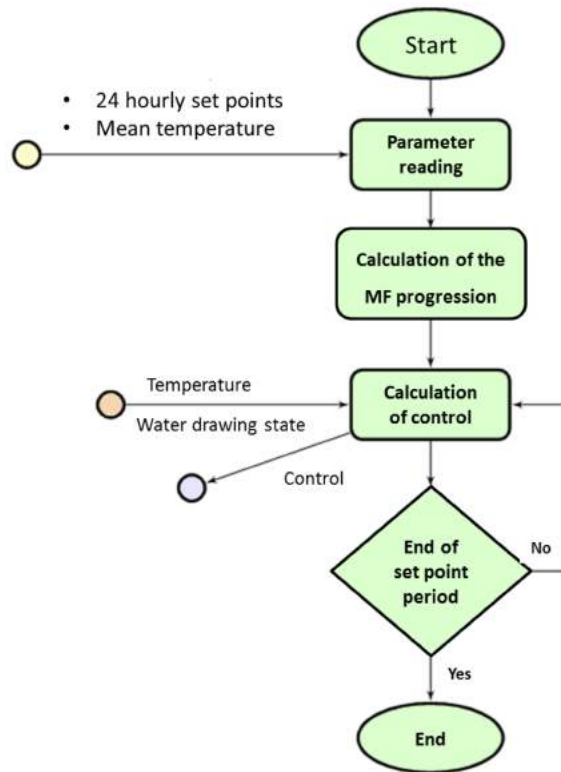 Start
• 24 hourly set points
• Mean temperature
Parameter
reading
Calculation of the
MF progression
Temperature
Water drawing state
Calculation
of control
Control
End of
set point
period
No
Yes
End